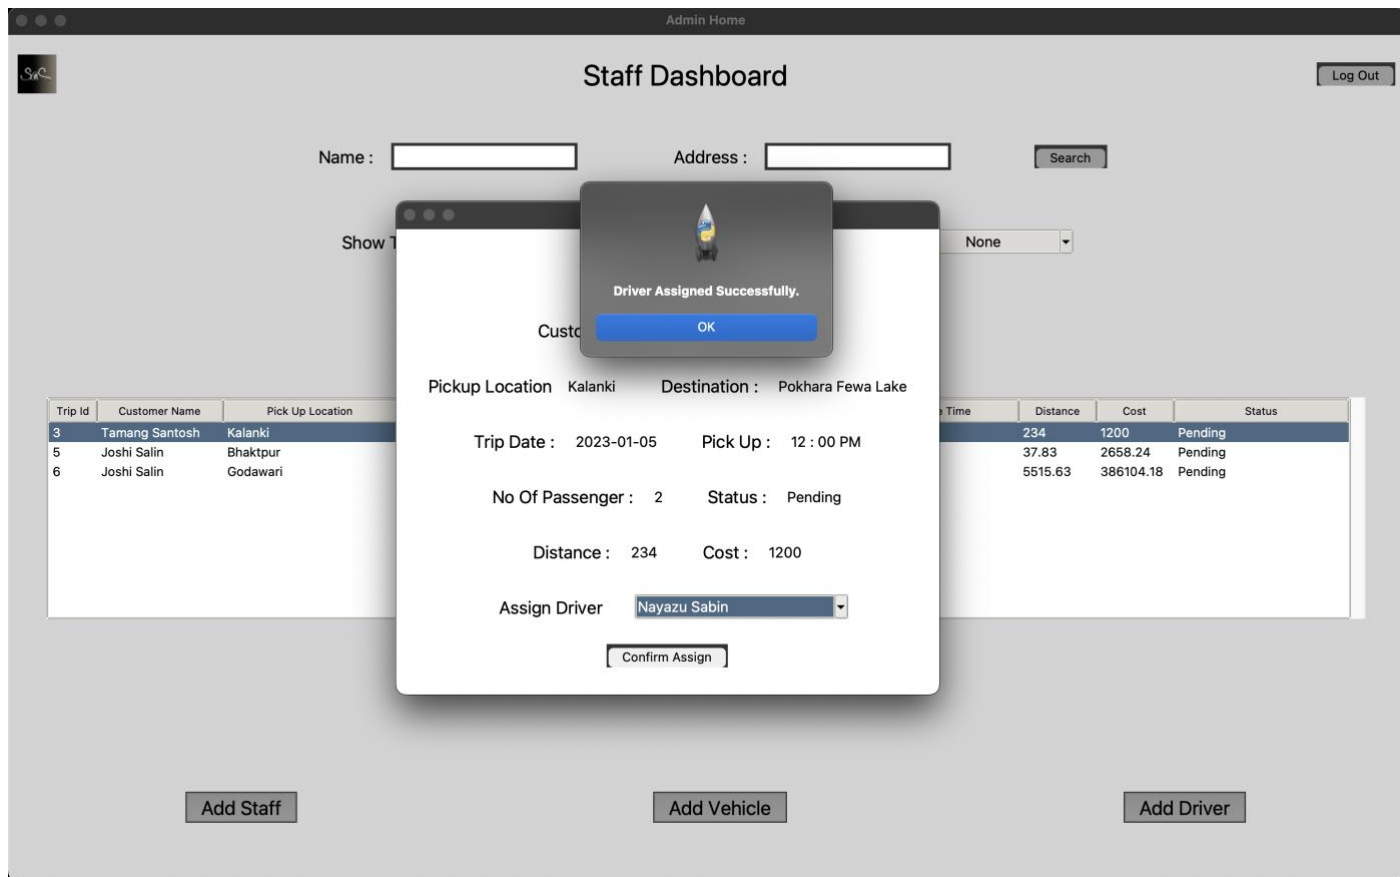 Admin Home
Staff Dashboard
Log Out
Name :
Address :
Search
Show T
None
Driver Assigned Successfully.
OK
Custo
Pickup Location Kalanki Destination : Pokhara Fewa Lake
Trip Date : 2023-01-05 Pick Up : 12 : 00 PM
No Of Passenger : 2 Status : Pending
Distance : 234 Cost : 1200
Assign Driver Nayazu Sabin
Confirm Assign
Trip Id Customer Name Pick Up Location Time Distance Cost Status
3 Tamang Santosh Kalanki 234 1200 Pending
5 Joshi Salin Bhaktpur 37.83 2658.24 Pending
6 Joshi Salin Godawari 5515.63 386104.18 Pending
Add Staff
Add Vehicle
Add Driver